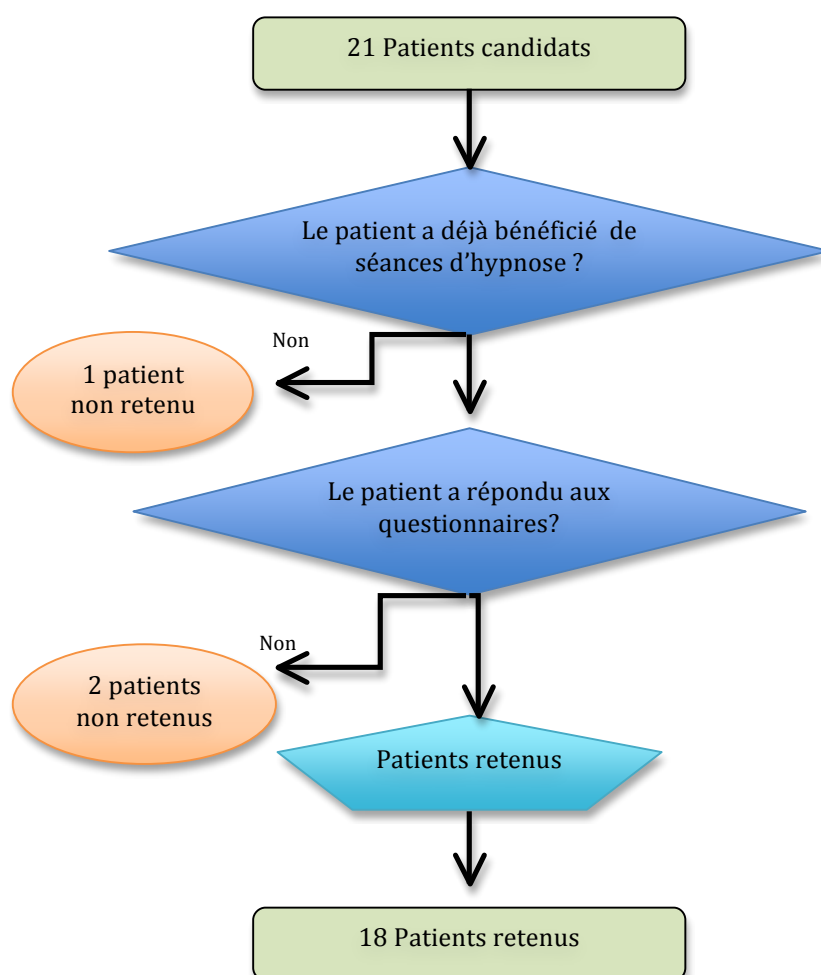 21 Patients candidats
Le patient a déjà bénéficié  de
séances d’hypnose ?
Non
1 patient
non retenu
Le patient a répondu aux
questionnaires?
Non
2 patients
non retenus
Patients retenus
18 Patients retenus